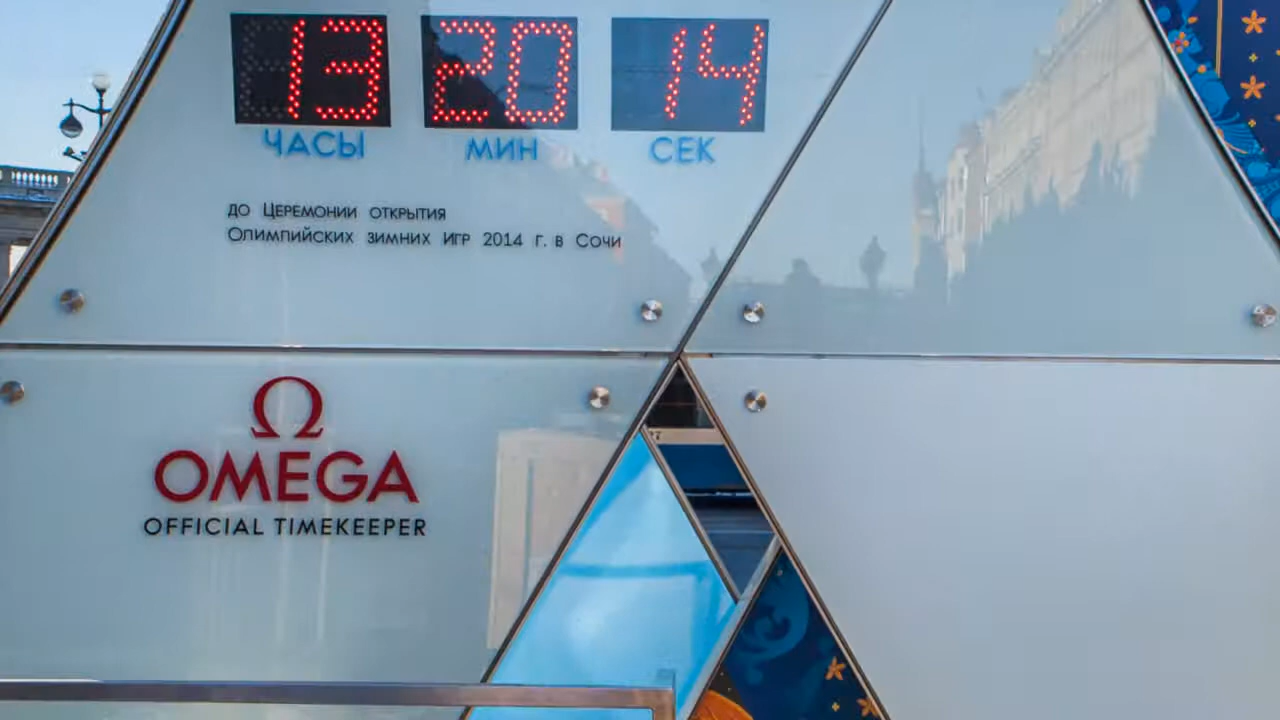 13 20 14
ЧАСЫ МИН СЕК
до Церемонии открытия
Олимпийских зимних Игр 2014 г. в Сочи
Ω
OMEGA
OFFICIAL TIMEKEEPER